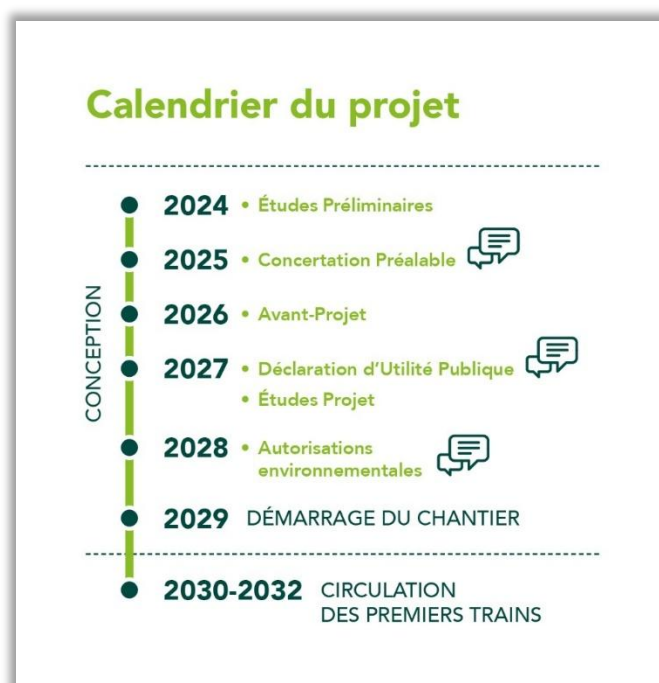 Calendrier du projet
CONCEPTION
2024 • Études Préliminaires
2025 • Concertation Préalable
2026 • Avant-Projet
2027 • Déclaration d'Utilité Publique
• Études Projet
2028 • Autorisations
environnementales
2029 DÉMARRAGE DU CHANTIER
2030-2032 CIRCULATION
DES PREMIERS TRAINS